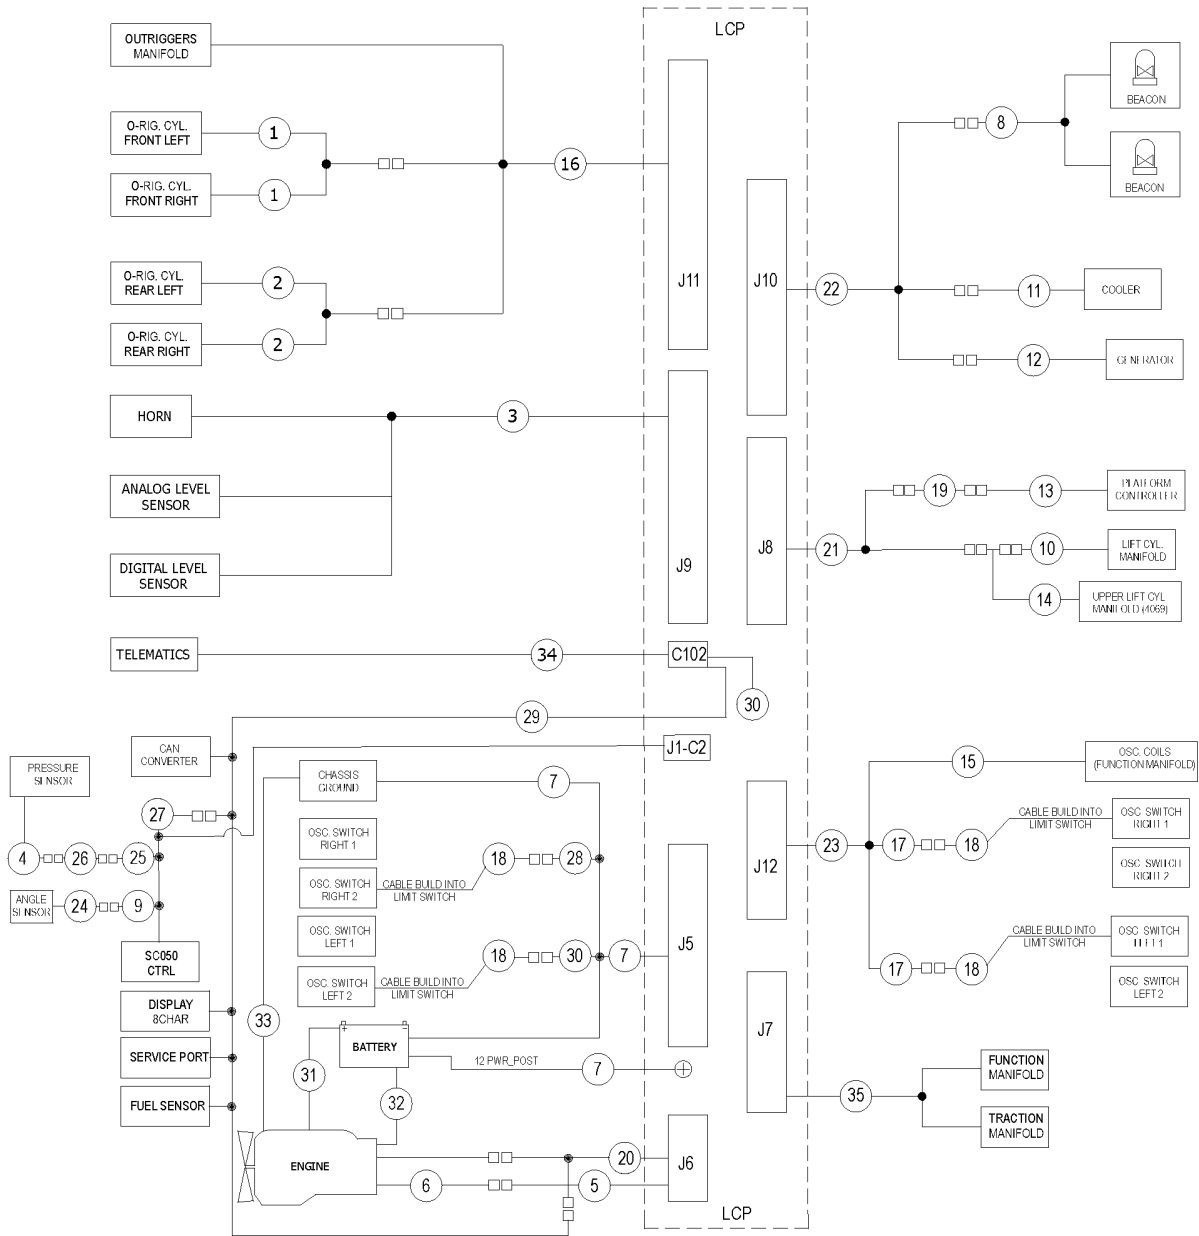 LCP
OUTRIGGERS
MANIFOLD
O-RIG. CYL.
FRONT LEFT
1
O-RIG. CYL.
FRONT RIGHT
1
16
O-RIG. CYL.
REAR LEFT
2
O-RIG. CYL.
REAR RIGHT
2
J11
J10
22
8
BEACON
BEACON
11
COOLER
12
GENERATOR
HORN
3
ANALOG LEVEL
SENSOR
DIGITAL LEVEL
SENSOR
J9
J8
21
19
13
PLATFORM
CONTROLLER
10
LIFT CYL.
MANIFOLD
14
UPPER LIFT CYL
MANIFOLD (4069)
TELEMATICS
34
C102
30
29
J1-C2
CAN
CONVERTER
PRESSURE
SENSOR
27
4
26
25
ANGLE
SENSOR
24
9
SC050
CTRL
DISPLAY
8CHAR
SERVICE PORT
FUEL SENSOR
CHASSIS
GROUND
7
OSC. SWITCH
RIGHT 1
OSC. SWITCH
RIGHT 2
CABLE BUILD INTO
LIMIT SWITCH
18
28
OSC. SWITCH
LEFT 1
OSC. SWITCH
LEFT 2
CABLE BUILD INTO
LIMIT SWITCH
18
30
7
J5
33
+
-
BATTERY
12 PWR_POST
7
31
32
ENGINE
20
6
5
J6
J12
23
15
OSC. COILS
(FUNCTION MANIFOLD)
17
18
CABLE BUILD INTO
LIMIT SWITCH
OSC SWITCH
RIGHT 1
OSC. SWITCH
RIGHT 2
17
18
CABLE BUILD INTO
LIMIT SWITCH
OSC SWITCH
LEFT 1
OSC SWITCH
LEFT 2
J7
35
FUNCTION
MANIFOLD
TRACTION
MANIFOLD
LCP